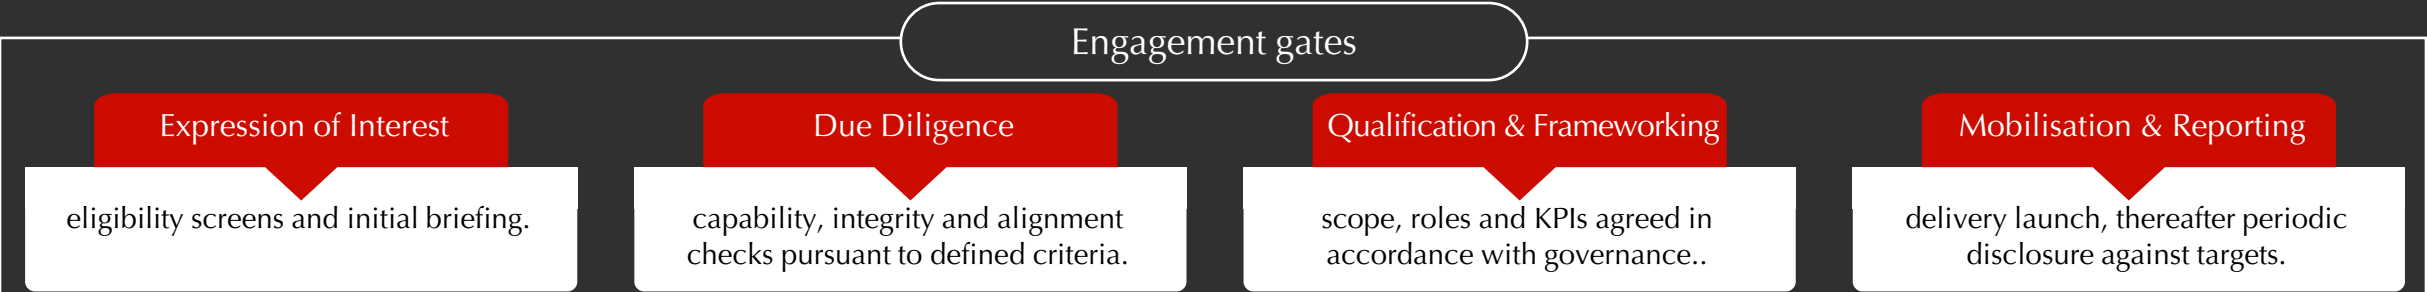 Engagement gates
Expression of Interest
eligibility screens and initial briefing.
Due Diligence
capability, integrity and alignment
checks pursuant to defined criteria.
Qualification & Frameworking
scope, roles and KPIs agreed in
accordance with governance..
Mobilisation & Reporting
delivery launch, thereafter periodic
disclosure against targets.